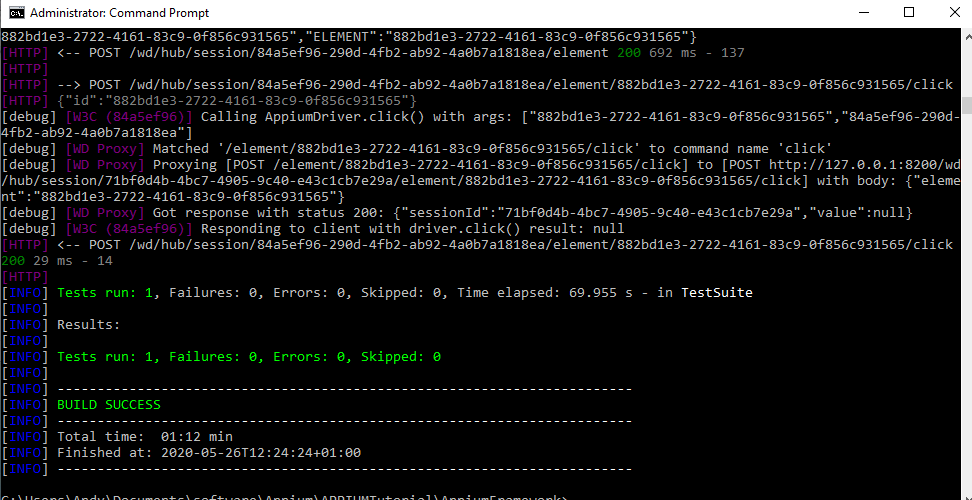 Administrator: Command Prompt
882bd1e3-2722-4161-83c9-0f856c931565","ELEMENT":"882bd1e3-2722-4161-83c9-0f856c931565"}
[HTTP] <-- POST /wd/hub/session/84a5ef96-290d-4fb2-ab92-4a0b7a1818ea/element 200 692 ms - 137
[HTTP]
[HTTP] --> POST /wd/hub/session/84a5ef96-290d-4fb2-ab92-4a0b7a1818ea/element/882bd1e3-2722-4161-83c9-0f856c931565/click
[HTTP] {"id":"882bd1e3-2722-4161-83c9-0f856c931565"}
[debug] [W3C (84a5ef96)] Calling AppiumDriver.click() with args: ["882bd1e3-2722-4161-83c9-0f856c931565","84a5ef96-290d-
4fb2-ab92-4a0b7a1818ea"]
[debug] [WD Proxy] Matched '/element/882bd1e3-2722-4161-83c9-0f856c931565/click' to command name 'click'
[debug] [WD Proxy] Proxying [POST /element/882bd1e3-2722-4161-83c9-0f856c931565/click] to [POST http://127.0.0.1:8200/wd
/hub/session/71bf0d4b-4bc7-4905-9c40-e43c1cb7e29a/element/882bd1e3-2722-4161-83c9-0f856c931565/click] with body: {"eleme
nt":"882bd1e3-2722-4161-83c9-0f856c931565"}
[debug] [WD Proxy] Got response with status 200: {"sessionId":"71bf0d4b-4bc7-4905-9c40-e43c1cb7e29a","value":null}
[debug] [W3C (84a5ef96)] Responding to client with driver.click() result: null
[HTTP] <-- POST /wd/hub/session/84a5ef96-290d-4fb2-ab92-4a0b7a1818ea/element/882bd1e3-2722-4161-83c9-0f856c931565/click
200 29 ms - 14
[HTTP]
[INFO] Tests run: 1, Failures: 0, Errors: 0, Skipped: 0, Time elapsed: 69.955 s - in TestSuite
[INFO]
[INFO] Results:
[INFO]
[INFO] Tests run: 1, Failures: 0, Errors: 0, Skipped: 0
[INFO]
[INFO] ------------------------------------------------------------------------
[INFO] BUILD SUCCESS
[INFO] ------------------------------------------------------------------------
[INFO] Total time:  01:12 min
[INFO] Finished at: 2020-05-26T12:24:24+01:00
[INFO] ------------------------------------------------------------------------
C:\Users\Andy\Documents\software\Appium\APPIUMTutorial\AppiumFramework>